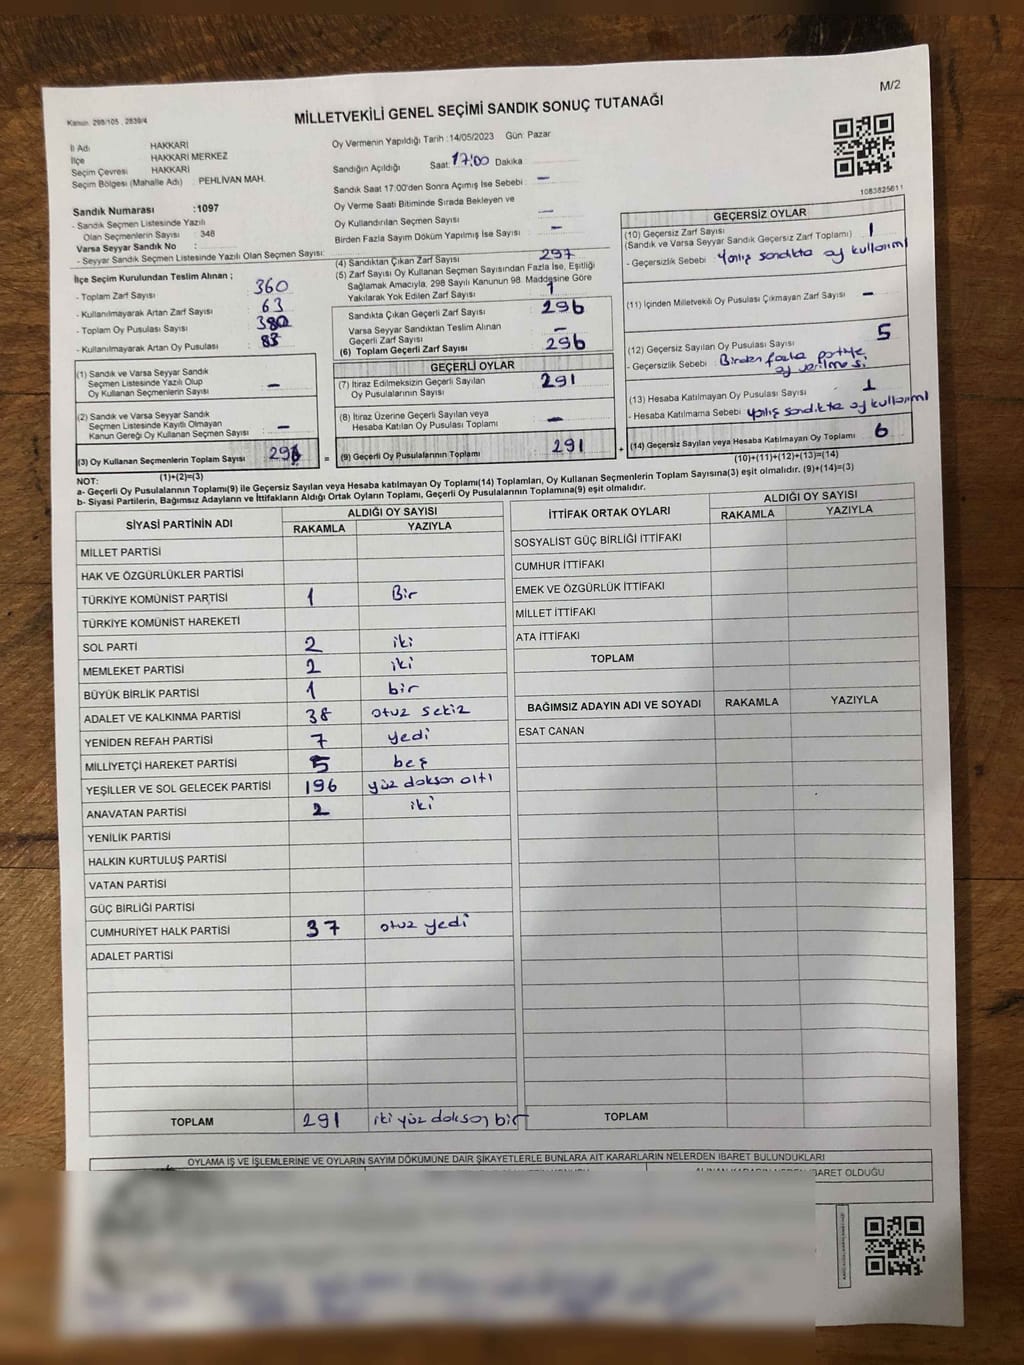 M/2
Kanun. 298/105 , 2839/4
MİLLETVEKİLİ GENEL SEÇİMİ SANDIK SONUÇ TUTANAĞI
İl Adı HAKKARİ
İlçe HAKKARİ MERKEZ
Seçim Çevresi HAKKARİ
Seçim Bölgesi (Mahalle Adı) : PEHLİVAN MAH.
Sandık Numarası :1097
- Sandık Seçmen Listesinde Yazılı
Olan Seçmenlerin Sayısı : 348
Varsa Seyyar Sandık No :
- Seyyar Sandık Seçmen Listesinde Yazılı Olan Seçmen Sayısı:
İlçe Seçim Kurulundan Teslim Alınan ;
- Toplam Zarf Sayısı : 360
- Kullanılmayarak Artan Zarf Sayısı : 63
- Toplam Oy Pusulası Sayısı : 380
- Kullanılmayarak Artan Oy Pusulası : 83
(1) Sandık ve Varsa Seyyar Sandık
Seçmen Listesinde Yazılı Olup
Oy Kullanan Seçmenlerin Sayısı : -
(2) Sandık ve Varsa Seyyar Sandık
Seçmen Listesinde Kayıtlı Olmayan
Kanun Gereği Oy Kullanan Seçmen Sayısı : -
(3) Oy Kullanan Seçmenlerin Toplam Sayısı
(1)+(2)=(3)
Oy Vermenin Yapıldığı Tarih :14/05/2023 Gün: Pazar
Sandığın Açıldığı Saat: 17:00 Dakika
Sandık Saat 17:00'den Sonra Açılmış İse Sebebi : -
Oy Verme Saati Bitiminde Sırada Bekleyen ve
Oy Kullandırılan Seçmen Sayısı : -
Birden Fazla Sayım Döküm Yapılmış İse Sayısı : -
(4) Sandıktan Çıkan Zarf Sayısı : 297
(5) Zarf Sayısı Oy Kullanan Seçmen Sayısından Fazla İse, Eşitliği
Sağlamak Amacıyla, 298 Sayılı Kanunun 98. Maddesine Göre
Yakılarak Yok Edilen Zarf Sayısı : 1
Sandıkta Çıkan Geçerli Zarf Sayısı : 296
Varsa Seyyar Sandıktan Teslim Alınan
Geçerli Zarf Sayısı : -
(6) Toplam Geçerli Zarf Sayısı : 296
GEÇERLİ OYLAR
(7) İtiraz Edilmeksizin Geçerli Sayılan
Oy Pusulası Sayısı : 291
(8) İtiraz Üzerine Geçerli Sayılan veya
Hesaba Katılan Oy Pusulası Toplamı : -
= (9) Geçerli Oy Pusulalarının Toplamı : 291
1083825611
GEÇERSİZ OYLAR
(10) Geçersiz Zarf Sayısı : 1
(Sandık ve Varsa Seyyar Sandık Geçersiz Zarf Toplamı)
- Geçersizlik Sebebi : Yanlış sandıkta oy kullanımı
(11) İçinden Milletvekili Oy Pusulası Çıkmayan Zarf Sayısı : -
(12) Geçersiz Sayılan Oy Pusulası Sayısı : 5
- Geçersizlik Sebebi : Birden fazla partiye
oy verilmesi
(13) Hesaba Katılmayan Oy Pusulası Sayısı : 1
- Hesaba Katılmama Sebebi : yanlış sandıkta oy kullanımı
+ (14) Geçersiz Sayılan veya Hesaba Katılmayan Oy Toplamı : 6
(10)+(11)+(12)+(13)=(14)
NOT:
a- Geçerli Oy Pusulalarının Toplamı(9) ile Geçersiz Sayılan veya Hesaba Katılmayan Oy Toplamı(14) Toplamları, Oy Kullanan Seçmenlerin Toplam Sayısına(3) eşit olmalıdır. (9)+(14)=(3)
b- Siyasi Partilerin, Bağımsız Adayların ve İttifakların Aldığı Ortak Oyların Toplamı, Geçerli Oy Pusulalarının Toplamına(9) eşit olmalıdır.
SİYASİ PARTİNİN ADI ALDIĞI OY SAYISI
RAKAMLA YAZIYLA
MİLLET PARTİSİ
HAK VE ÖZGÜRLÜKLER PARTİSİ
TÜRKİYE KOMÜNİST PARTİSİ 1 Bir
TÜRKİYE KOMÜNİST HAREKETİ
SOL PARTİ 2 iki
MEMLEKET PARTİSİ 2 iki
BÜYÜK BİRLİK PARTİSİ 1 bir
ADALET VE KALKINMA PARTİSİ 38 otuz sekiz
YENİDEN REFAH PARTİSİ 7 yedi
MİLLİYETÇİ HAREKET PARTİSİ 5 beş
YEŞİLLER VE SOL GELECEK PARTİSİ 196 yüz doksan altı
ANAVATAN PARTİSİ 2 iki
YENİLİK PARTİSİ
HALKIN KURTULUŞ PARTİSİ
VATAN PARTİSİ
GÜÇ BİRLİĞİ PARTİSİ
CUMHURİYET HALK PARTİSİ 37 otuz yedi
ADALET PARTİSİ
TOPLAM 291 iki yüz doksan bir
İTTİFAK ORTAK OYLARI ALDIĞI OY SAYISI
RAKAMLA YAZIYLA
SOSYALİST GÜÇ BİRLİĞİ İTTİFAKI
CUMHUR İTTİFAKI
EMEK VE ÖZGÜRLÜK İTTİFAKI
MİLLET İTTİFAKI
ATA İTTİFAKI
TOPLAM
BAĞIMSIZ ADAYIN ADI VE SOYADI RAKAMLA YAZIYLA
ESAT CANAN
TOPLAM
OYLAMA İŞ VE İŞLEMLERİNE VE OYLARIN SAYIM DÖKÜMÜNE DAİR ŞİKAYETLERLE BUNLARA AİT KARARLARIN NELERDEN İBARET BULUNDUKLARI
İBARET OLDUĞU